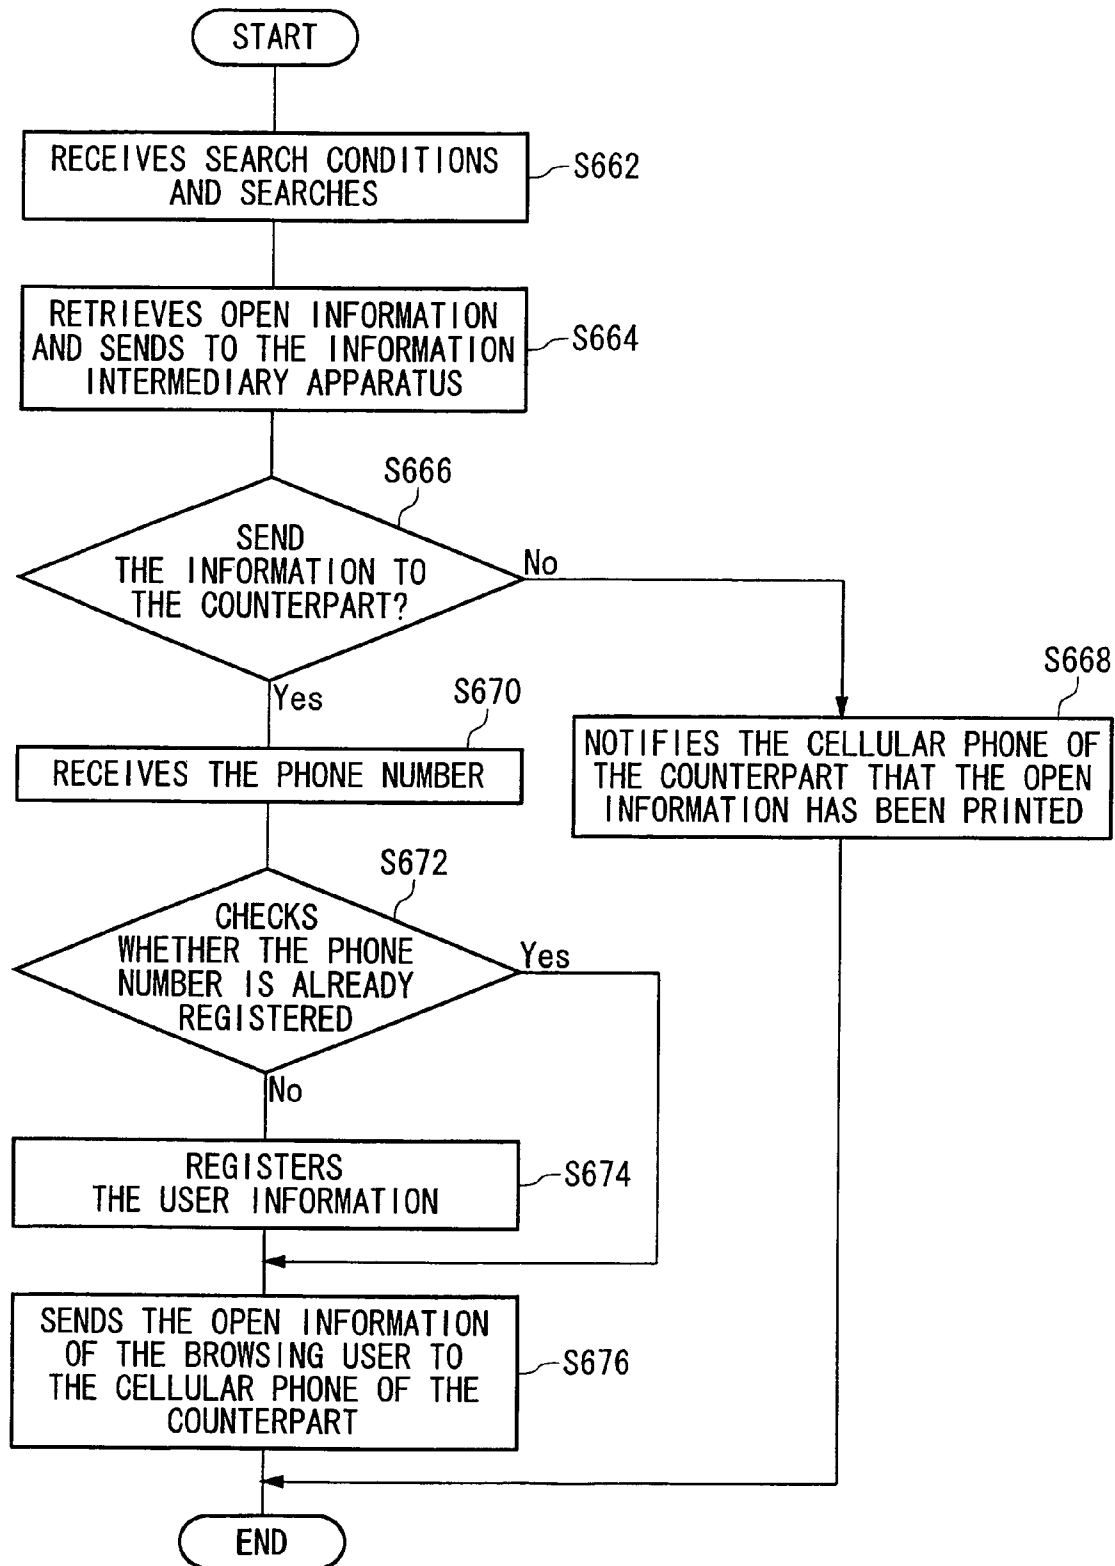 START
RECEIVES SEARCH CONDITIONS
AND SEARCHES
S662
RETRIEVES OPEN INFORMATION
AND SENDS TO THE INFORMATION
INTERMEDIARY APPARATUS
S664
S666
SEND
THE INFORMATION TO
THE COUNTERPART?
No
Yes
S668
NOTIFIES THE CELLULAR PHONE OF
THE COUNTERPART THAT THE OPEN
INFORMATION HAS BEEN PRINTED
S670
RECEIVES THE PHONE NUMBER
S672
CHECKS
WHETHER THE PHONE
NUMBER IS ALREADY
REGISTERED
Yes
No
REGISTERS
THE USER INFORMATION
S674
SENDS THE OPEN INFORMATION
OF THE BROWSING USER TO
THE CELLULAR PHONE OF THE
COUNTERPART
S676
END